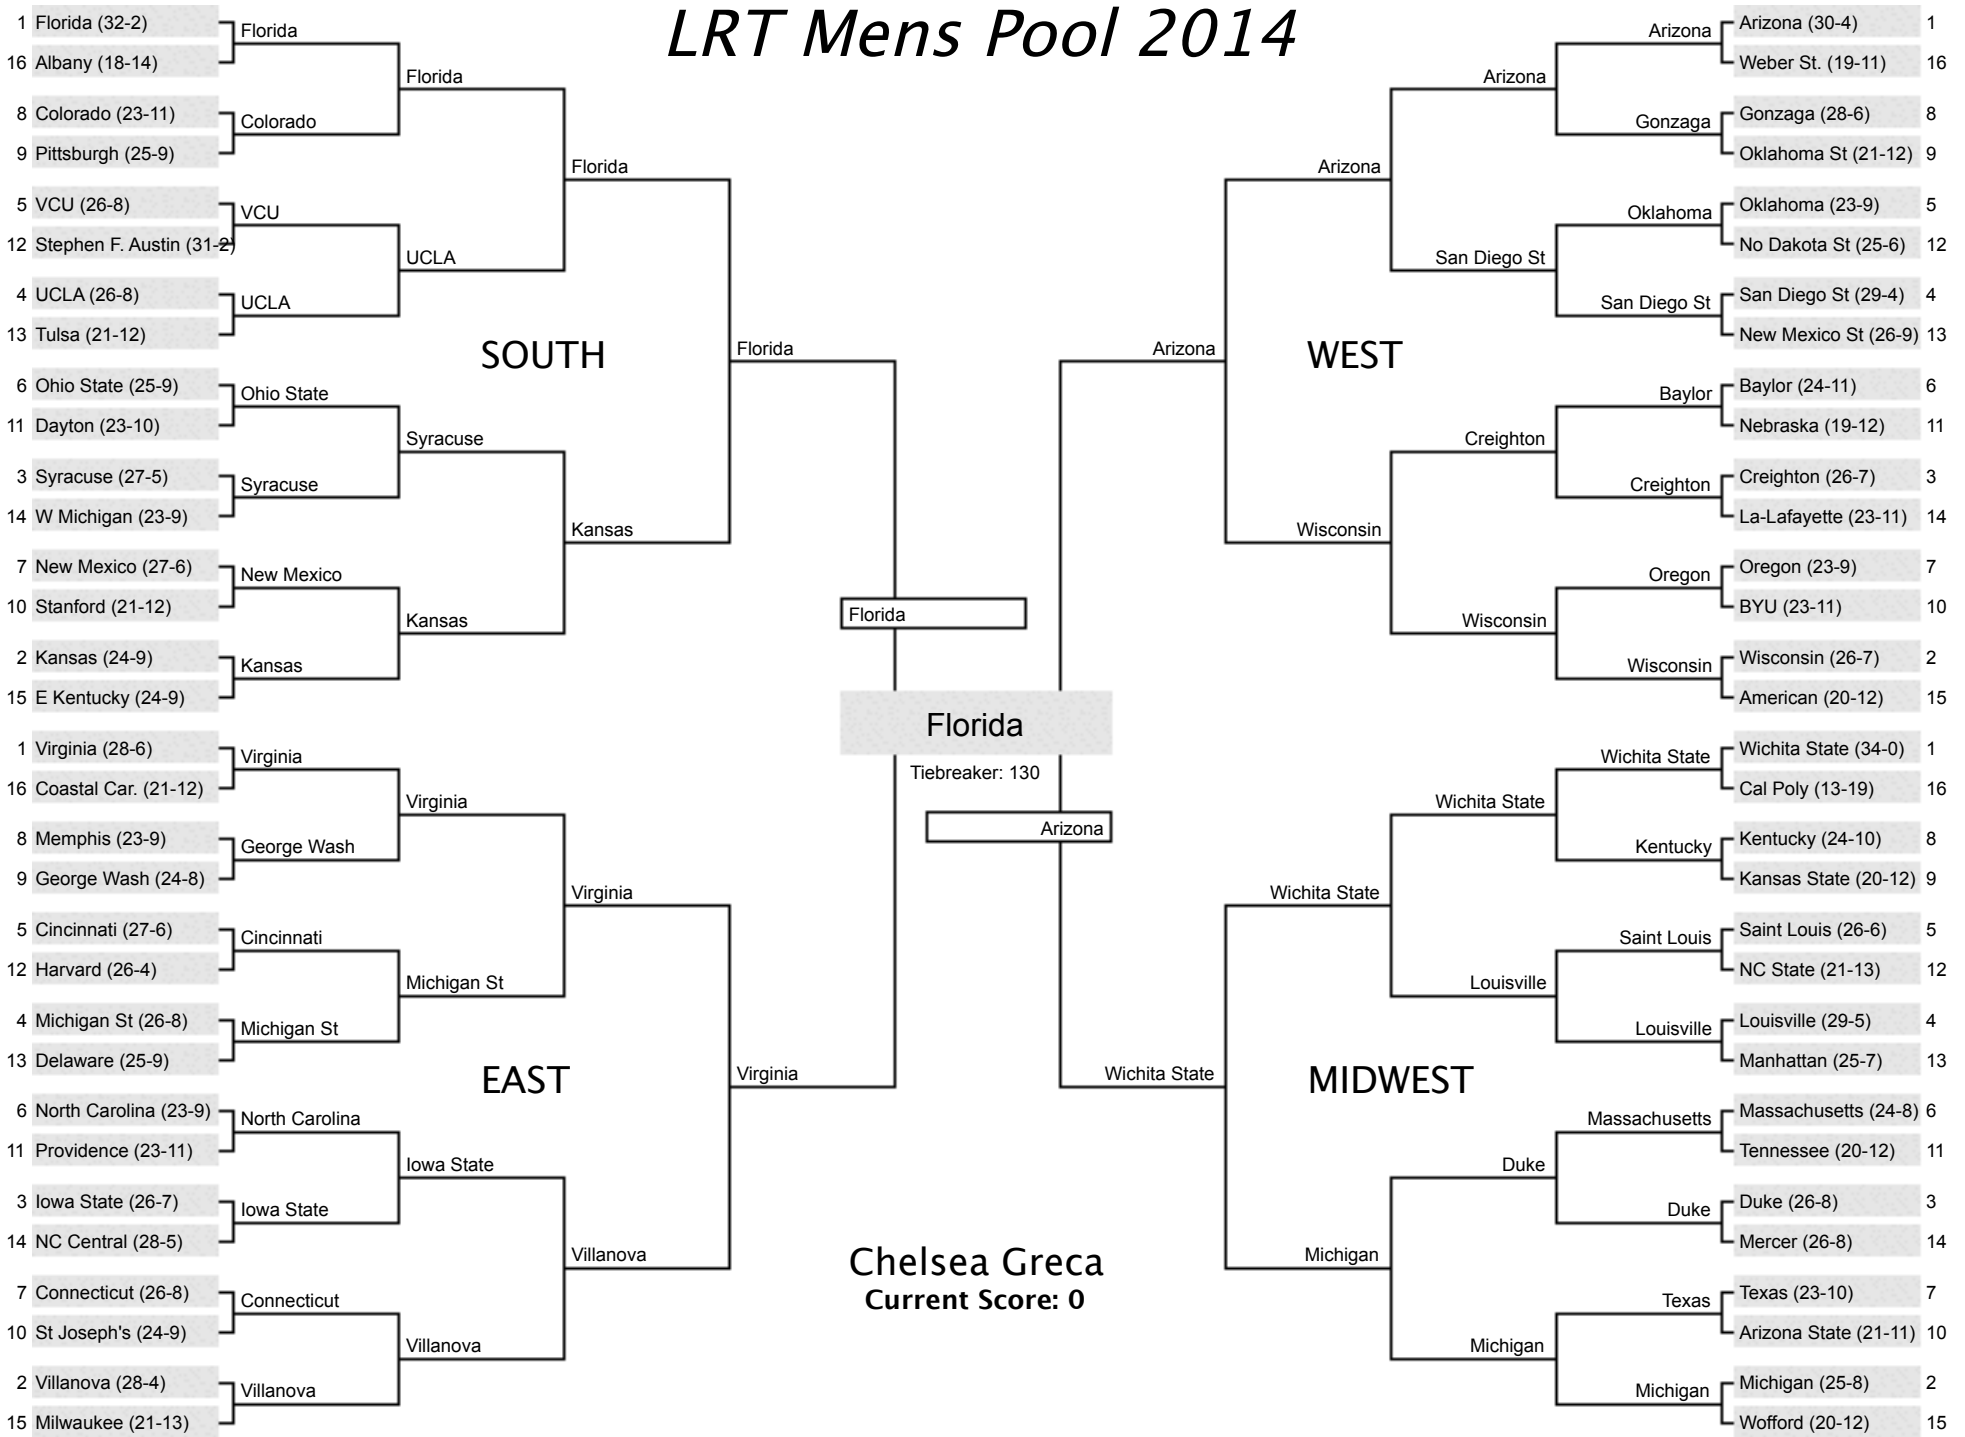 LRT Mens Pool 2014
1 Florida (32-2)
Florida
16 Albany (18-14)
Florida
8 Colorado (23-11)
Colorado
9 Pittsburgh (25-9)
Florida
5 VCU (26-8)
VCU
12 Stephen F. Austin (31-2)
UCLA
4 UCLA (26-8)
UCLA
13 Tulsa (21-12)
SOUTH
Florida
6 Ohio State (25-9)
Ohio State
11 Dayton (23-10)
Syracuse
3 Syracuse (27-5)
Syracuse
14 W Michigan (23-9)
Kansas
7 New Mexico (27-6)
New Mexico
10 Stanford (21-12)
Kansas
2 Kansas (24-9)
Kansas
15 E Kentucky (24-9)
1 Virginia (28-6)
Virginia
16 Coastal Car. (21-12)
Virginia
8 Memphis (23-9)
George Wash
9 George Wash (24-8)
Virginia
5 Cincinnati (27-6)
Cincinnati
12 Harvard (26-4)
Michigan St
4 Michigan St (26-8)
Michigan St
13 Delaware (25-9)
EAST
Virginia
6 North Carolina (23-9)
North Carolina
11 Providence (23-11)
Iowa State
3 Iowa State (26-7)
Iowa State
14 NC Central (28-5)
Villanova
7 Connecticut (26-8)
Connecticut
10 St Joseph's (24-9)
Villanova
2 Villanova (28-4)
Villanova
15 Milwaukee (21-13)
Florida
Florida
Tiebreaker: 130
Arizona
Chelsea Greca
Current Score: 0
Arizona (30-4) 1
Arizona
Weber St. (19-11) 16
Arizona
Gonzaga (28-6) 8
Gonzaga
Oklahoma St (21-12) 9
Arizona
Oklahoma (23-9) 5
Oklahoma
No Dakota St (25-6) 12
San Diego St
San Diego St (29-4) 4
San Diego St
New Mexico St (26-9) 13
Arizona
WEST
Baylor (24-11) 6
Baylor
Nebraska (19-12) 11
Creighton
Creighton (26-7) 3
Creighton
La-Lafayette (23-11) 14
Wisconsin
Oregon (23-9) 7
Oregon
BYU (23-11) 10
Wisconsin
Wisconsin (26-7) 2
Wisconsin
American (20-12) 15
Wichita State (34-0) 1
Wichita State
Cal Poly (13-19) 16
Wichita State
Kentucky (24-10) 8
Kentucky
Kansas State (20-12) 9
Wichita State
Saint Louis (26-6) 5
Saint Louis
NC State (21-13) 12
Louisville
Louisville (29-5) 4
Louisville
Manhattan (25-7) 13
Wichita State
MIDWEST
Massachusetts (24-8) 6
Massachusetts
Tennessee (20-12) 11
Duke
Duke (26-8) 3
Duke
Mercer (26-8) 14
Michigan
Texas (23-10) 7
Texas
Arizona State (21-11) 10
Michigan
Michigan (25-8) 2
Michigan
Wofford (20-12) 15